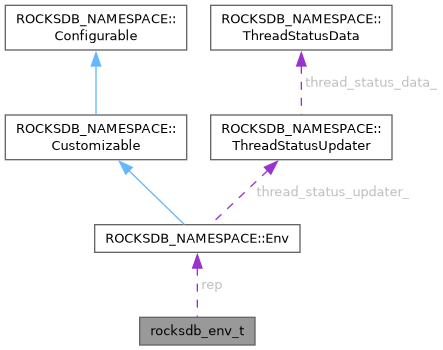 ROCKSDB_NAMESPACE::
Configurable
ROCKSDB_NAMESPACE::
ThreadStatusData
thread_status_data_
ROCKSDB_NAMESPACE::
Customizable
ROCKSDB_NAMESPACE::
ThreadStatusUpdater
thread_status_updater_
ROCKSDB_NAMESPACE::Env
rep
rocksdb_env_t